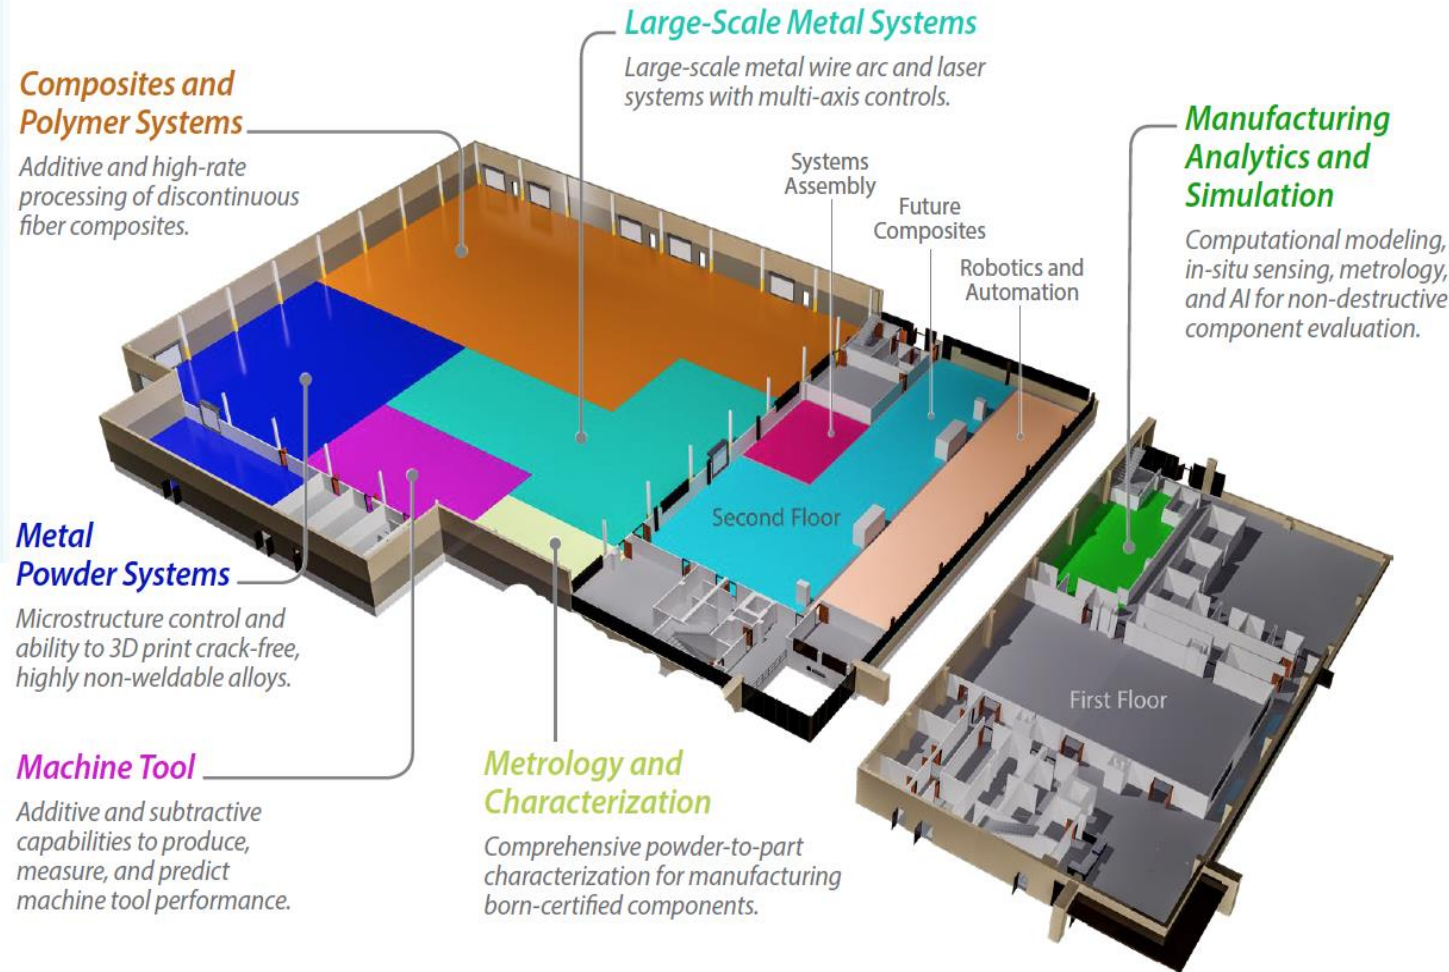 Large-Scale Metal Systems
Large-scale metal wire arc and laser
systems with multi-axis controls.
Composites and
Polymer Systems
Additive and high-rate
processing of discontinuous
fiber composites.
Systems
Assembly
Future
Composites
Robotics and
Automation
Manufacturing
Analytics and
Simulation
Computational modeling,
in-situ sensing, metrology,
and AI for non-destructive
component evaluation.
Second Floor
First Floor
Metal
Powder Systems
Microstructure control and
ability to 3D print crack-free,
highly non-weldable alloys.
Machine Tool
Additive and subtractive
capabilities to produce,
measure, and predict
machine tool performance.
Metrology and
Characterization
Comprehensive powder-to-part
characterization for manufacturing
born-certified components.